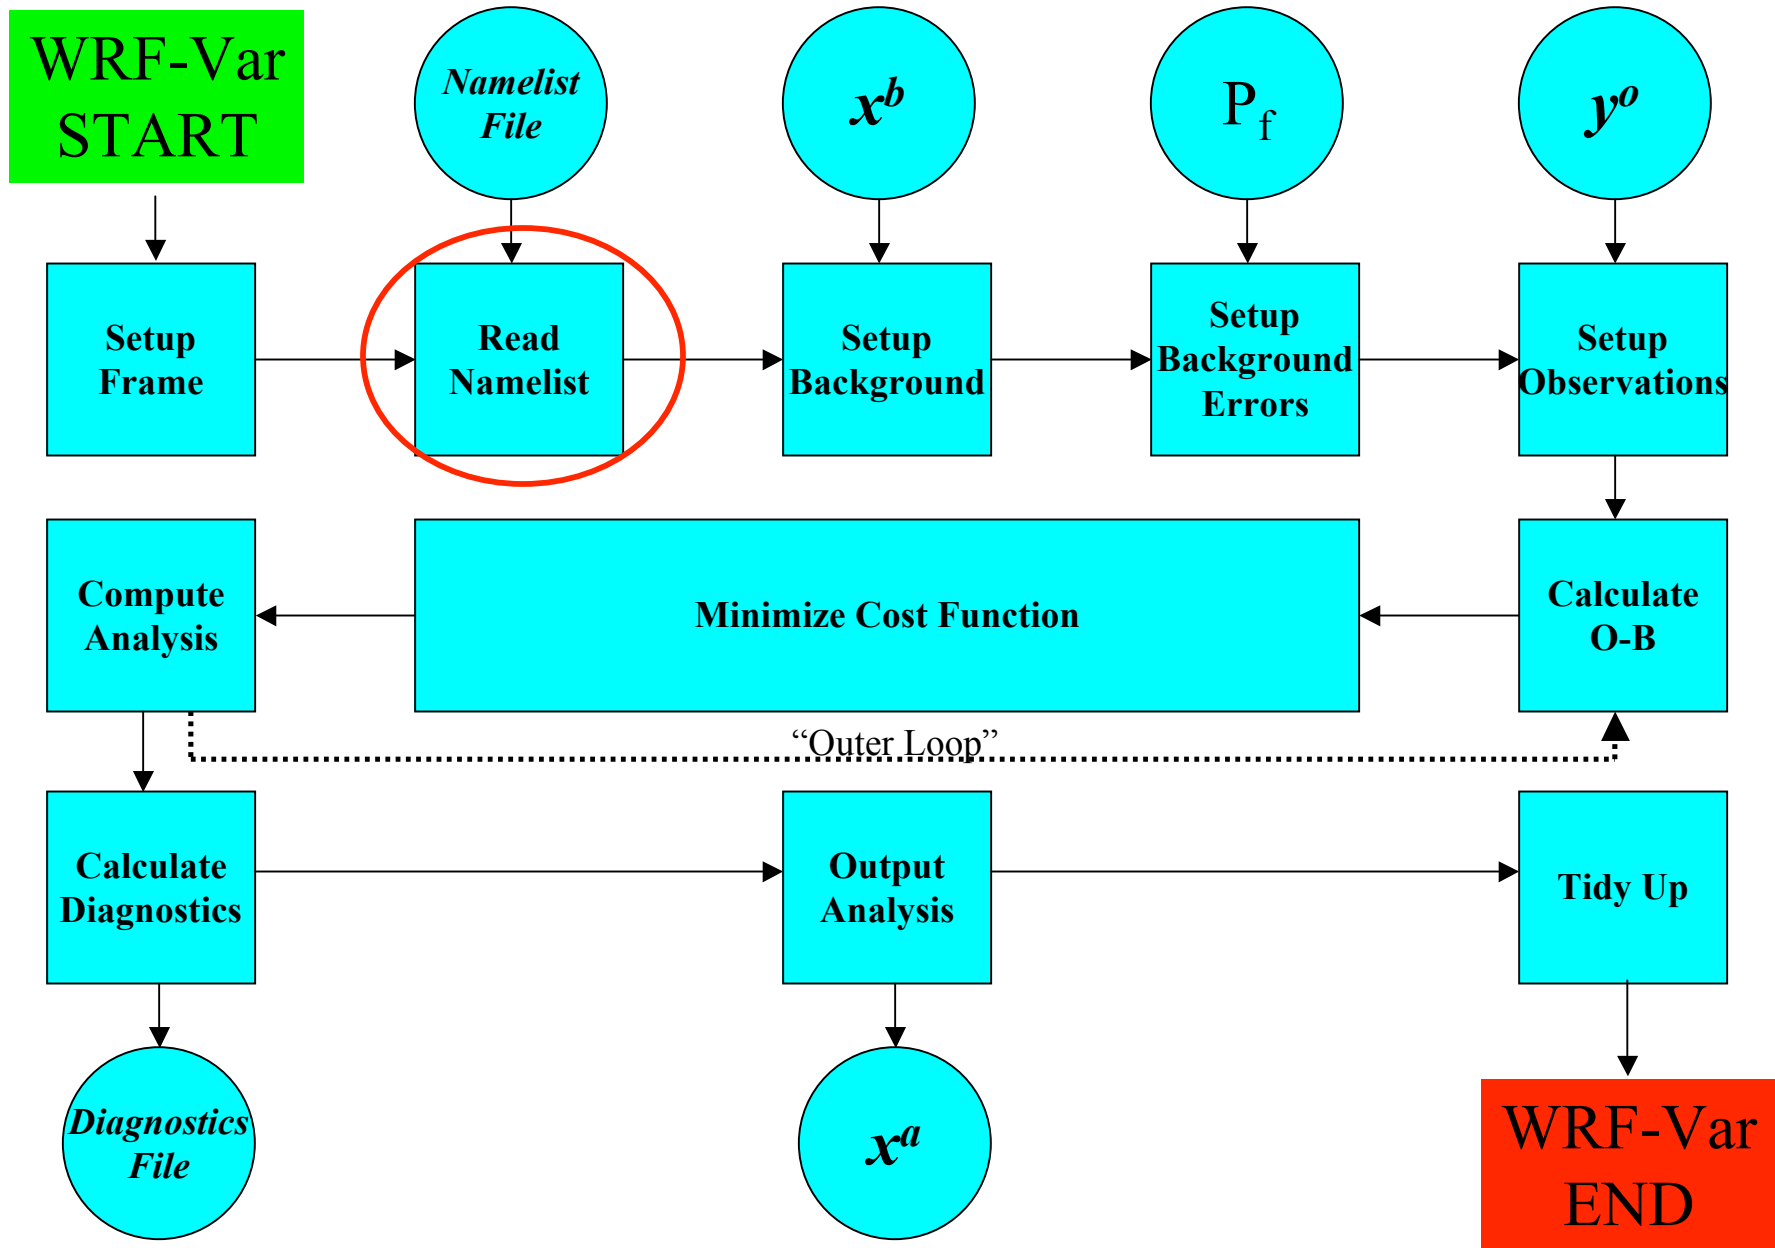 WRF-Var
START
Namelist
File
x^b
P_f
y^o
Setup
Frame
Read
Namelist
Setup
Background
Setup
Background
Errors
Setup
Observations
Compute
Analysis
Minimize Cost Function
Calculate
O-B
“Outer Loop”
Calculate
Diagnostics
Output
Analysis
Tidy Up
Diagnostics
File
x^a
WRF-Var
END